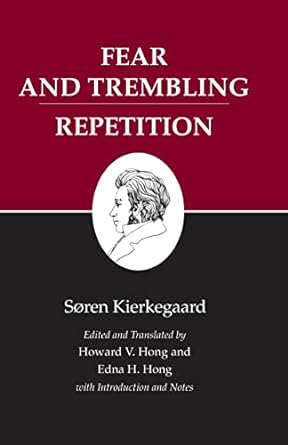 FEAR
AND TREMBLING
REPETITION
Søren Kierkegaard
Edited and Translated by
Howard V. Hong and
Edna H. Hong
with Introduction and Notes